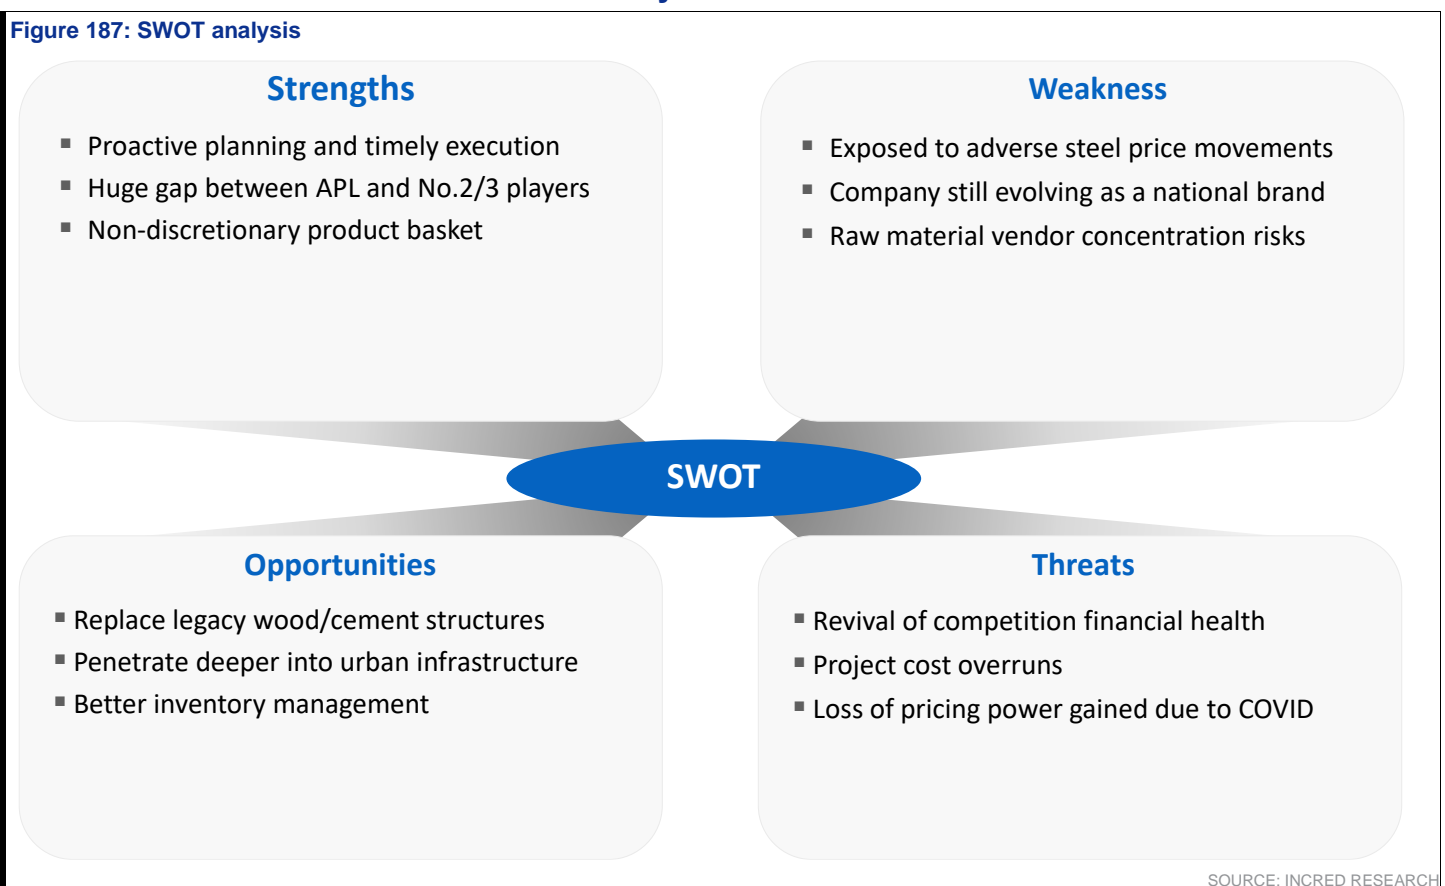 Figure 187: SWOT analysis
Strengths
▪ Proactive planning and timely execution
▪ Huge gap between APL and No.2/3 players
▪ Non-discretionary product basket
Weakness
▪ Exposed to adverse steel price movements
▪ Company still evolving as a national brand
▪ Raw material vendor concentration risks
SWOT
Opportunities
▪ Replace legacy wood/cement structures
▪ Penetrate deeper into urban infrastructure
▪ Better inventory management
Threats
▪ Revival of competition financial health
▪ Project cost overruns
▪ Loss of pricing power gained due to COVID
SOURCE: INCRED RESEARCH